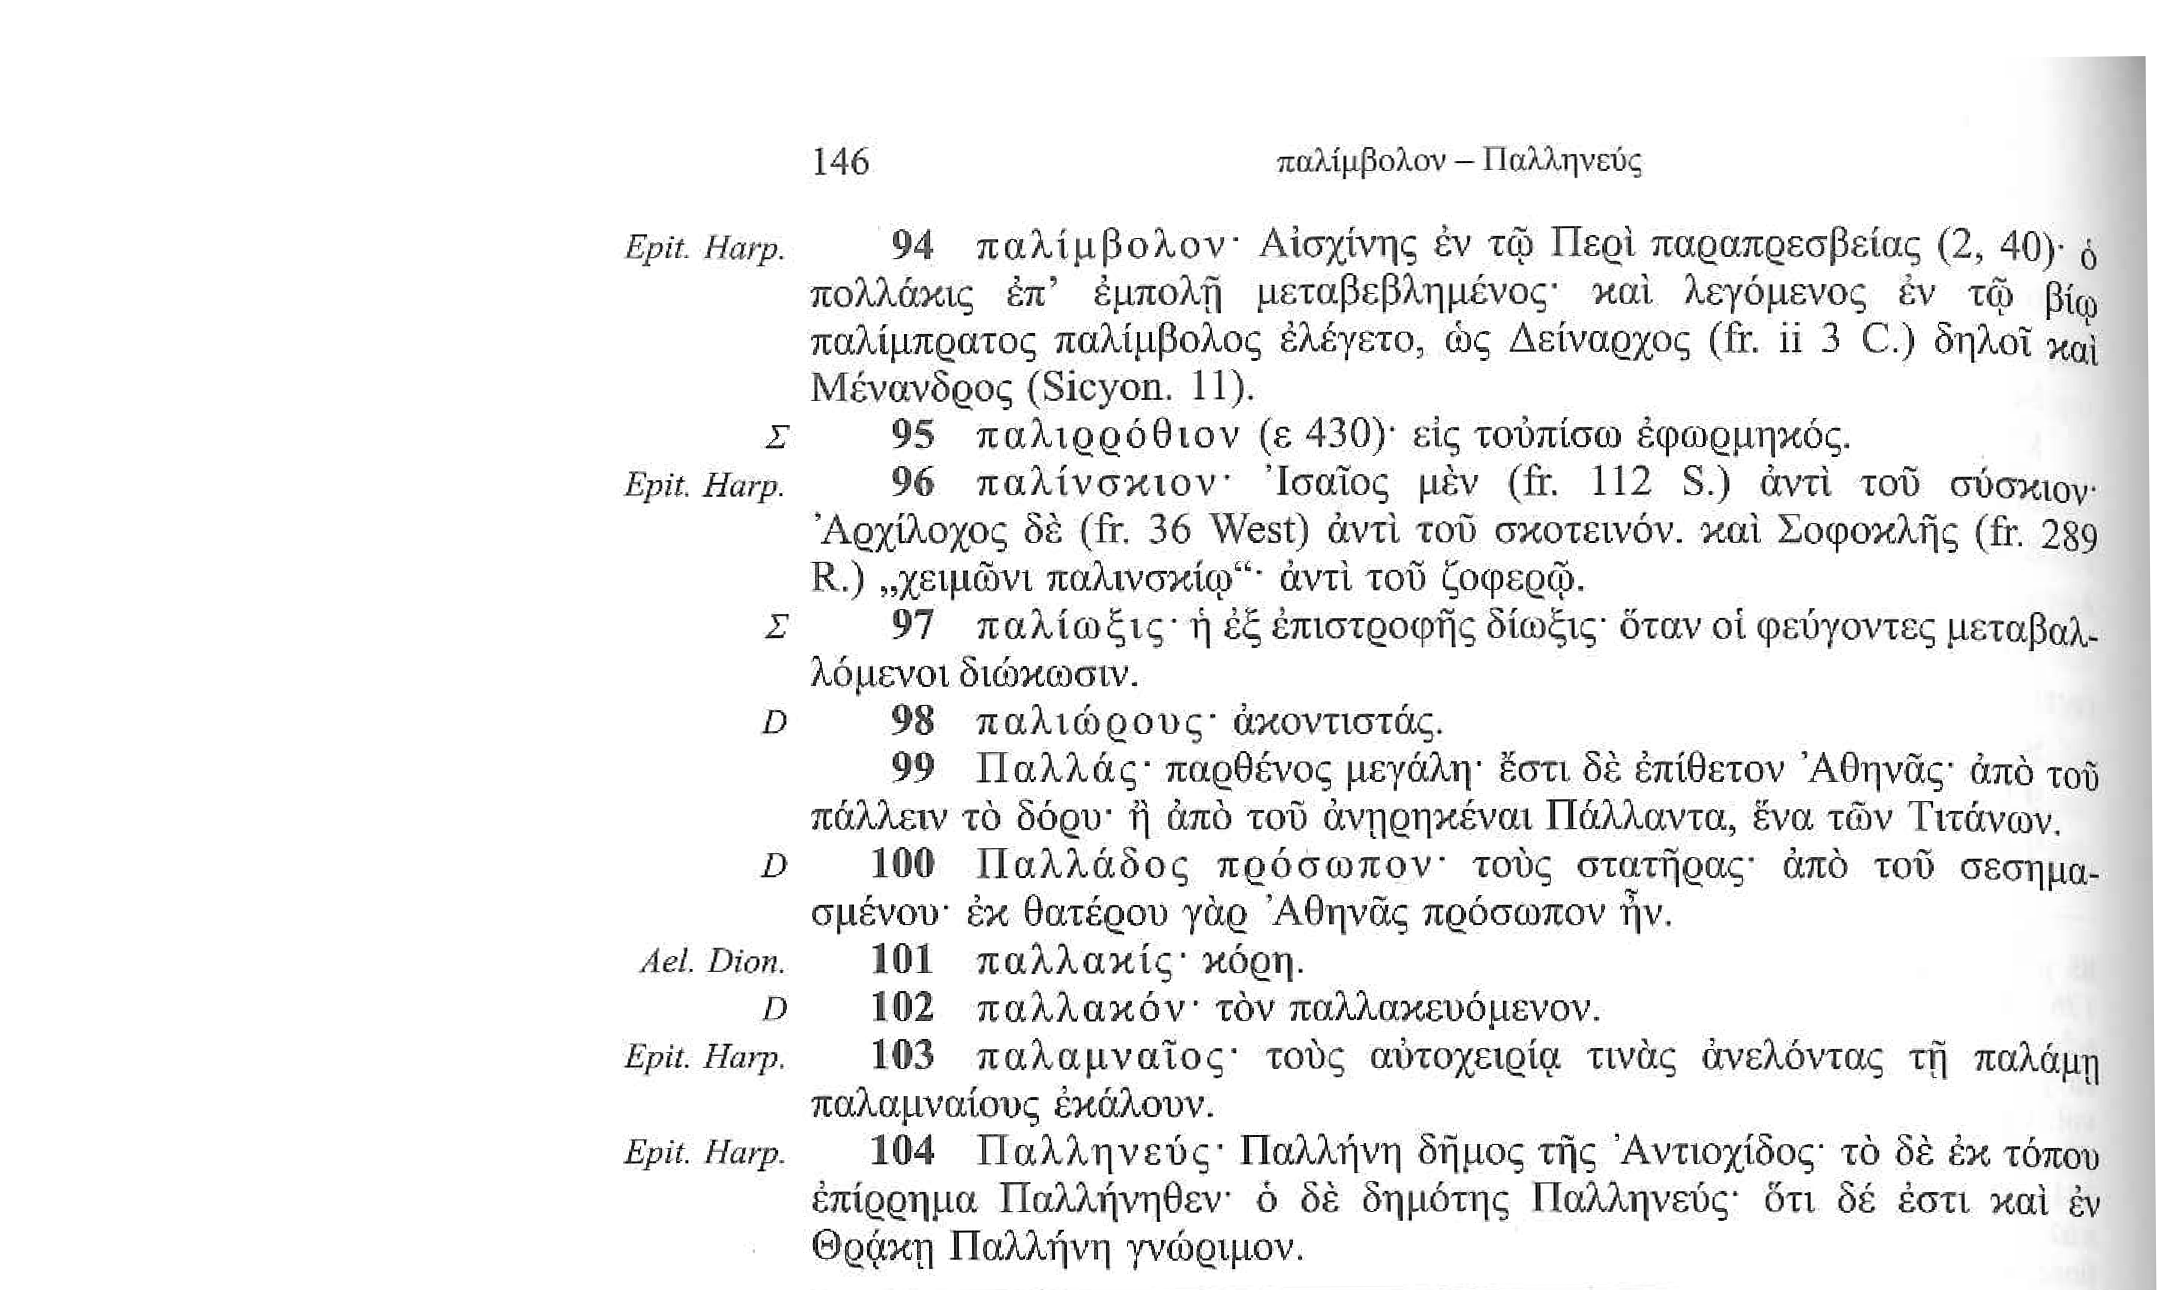 146 παλίμβολον – Παλληνεύς
Epit. Harp. 94 παλίμβολον· Αἰσχίνης ἐν τῷ Περὶ παραπρεσβείας (2, 40)· ὁ
πολλάκις ἐπ’ ἐμπολῇ μεταβεβλημένος· καὶ λεγόμενος ἐν τῷ βίῳ
παλίμπρατος παλίμβολος ἐλέγετο, ὡς Δείναρχος (fr. ii 3 C.) δηλοῖ καὶ
Μένανδρος (Sicyon. 11).
Σ 95 παλιρρόθιον (ε 430)· εἰς τοὐπίσω ἐφωρμηκός.
Epit. Harp. 96 παλίνσκιον· Ἰσαῖος μὲν (fr. 112 S.) ἀντὶ τοῦ σύσκιον·
Ἀρχίλοχος δὲ (fr. 36 West) ἀντὶ τοῦ σκοτεινόν. καὶ Σοφοκλῆς (fr. 289
R.) „χειμῶνι παλινσκίῳ“· ἀντὶ τοῦ ζοφερῷ.
Σ 97 παλίωξις· ἡ ἐξ ἐπιστροφῆς δίωξις· ὅταν οἱ φεύγοντες μεταβαλ-
λόμενοι διώκωσιν.
D 98 παλιώρους· ἀκοντιστάς.
99 Παλλάς· παρθένος μεγάλη· ἔστι δὲ ἐπίθετον Ἀθηνᾶς· ἀπὸ τοῦ
πάλλειν τὸ δόρυ· ἢ ἀπὸ τοῦ ἀνῃρηκέναι Πάλλαντα, ἕνα τῶν Τιτάνων.
D 100 Παλλάδος πρόσωπον· τοὺς στατῆρας· ἀπὸ τοῦ σεσημα-
σμένου· ἐκ θατέρου γὰρ Ἀθηνᾶς πρόσωπον ἦν.
Ael. Dion. 101 παλλακίς· κόρη.
D 102 παλλακόν· τὸν παλλακευόμενον.
Epit. Harp. 103 παλαμναῖος· τοὺς αὐτοχειρίᾳ τινὰς ἀνελόντας τῇ παλάμῃ
παλαμναίους ἐκάλουν.
Epit. Harp. 104 Παλληνεύς· Παλλήνη δῆμος τῆς Ἀντιοχίδος· τὸ δὲ ἐκ τόπου
ἐπίρρημα Παλλήνηθεν· ὁ δὲ δημότης Παλληνεύς· ὅτι δέ ἐστι καὶ ἐν
Θρᾴκῃ Παλλήνη γνώριμον.